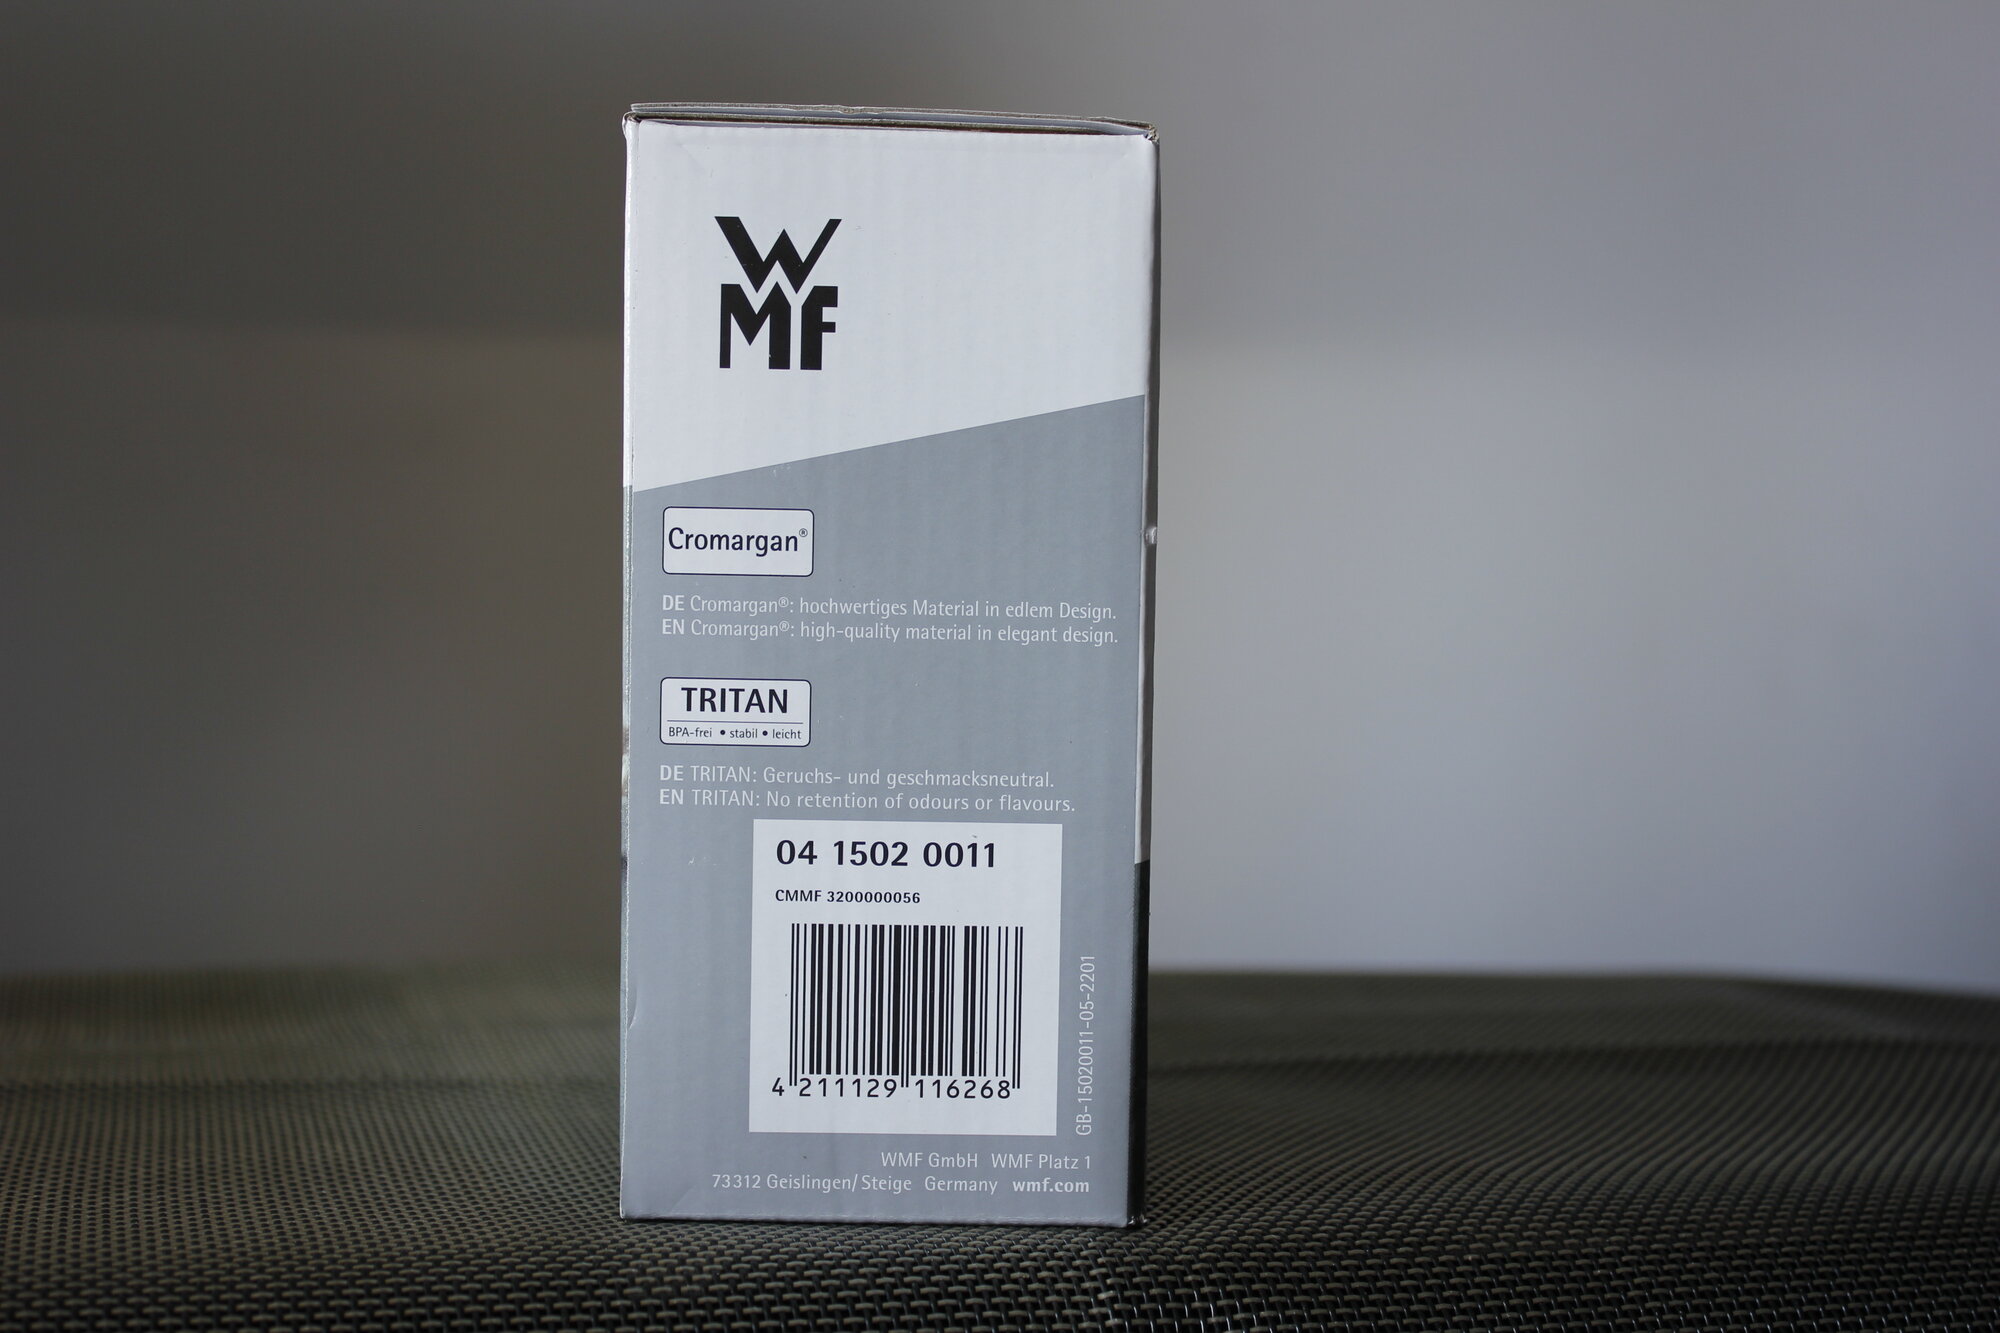 WMF
Cromargan®
DE Cromargan®: hochwertiges Material in edlem Design.
EN Cromargan®: high-quality material in elegant design.
TRITAN
BPA-frei • stabil • leicht
DE TRITAN: Geruchs- und geschmacksneutral.
EN TRITAN: No retention of odours or flavours.
04 1502 0011
CMMF 3200000056
4 211129 116268
GB-15020011-05-2201
WMF GmbH WMF Platz 1
73312 Geislingen/Steige Germany wmf.com